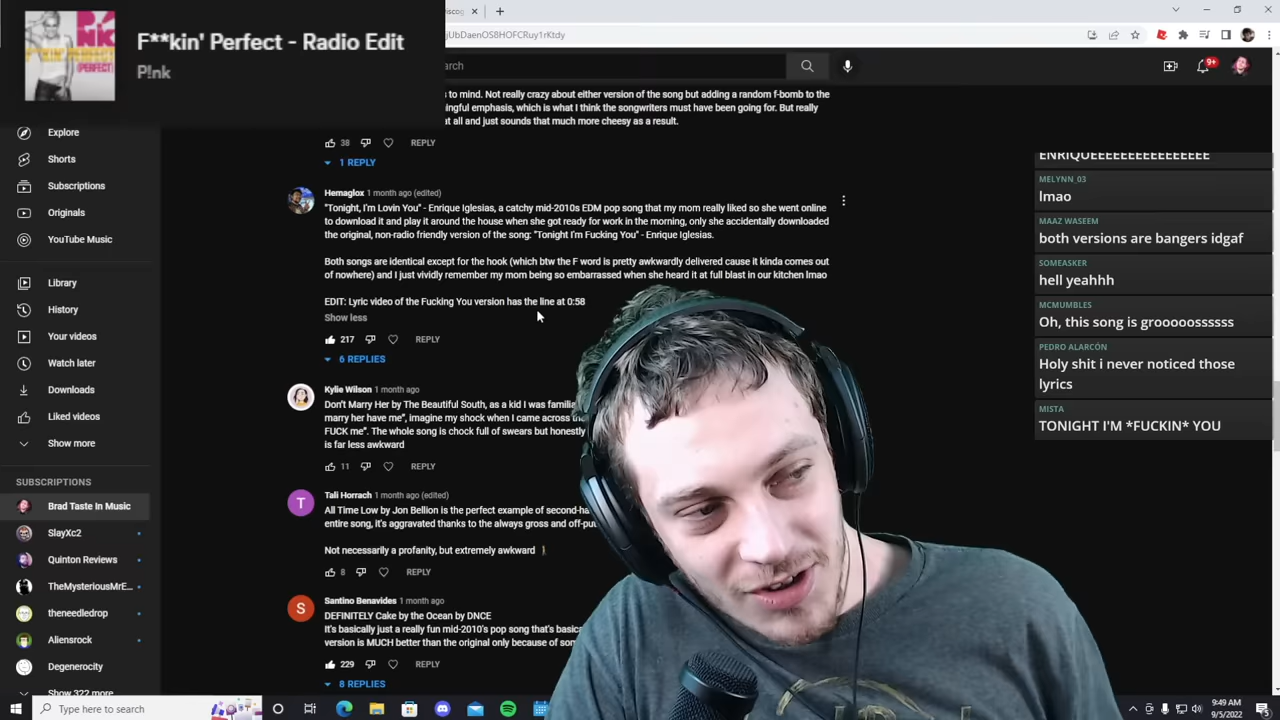 F**kin' Perfect - Radio Edit
P!nk
jUbDaenOS8HOFCRuy1rKtdy
9+
Explore
Shorts
Subscriptions
Originals
YouTube Music
Library
History
Your videos
Watch later
Downloads
Liked videos
Show more
SUBSCRIPTIONS
Brad Taste In Music
SlayXc2
Quinton Reviews
TheMysteriousMrE...
theneedledrop
Aliensrock
Degenerocity
Show 322 more
s to mind. Not really crazy about either version of the song but adding a random f-bomb to the
ingful emphasis, which is what I think the songwriters must have been going for. But really
at all and just sounds that much more cheesy as a result.
38 REPLY
1 REPLY
Hemaglox 1 month ago (edited)
"Tonight, I'm Lovin You" - Enrique Iglesias, a catchy mid-2010s EDM pop song that my mom really liked so she went online
to download it and play it around the house when she got ready for work in the morning, only she accidentally downloaded
the original, non-radio friendly version of the song: "Tonight I'm Fucking You" - Enrique Iglesias.
Both songs are identical except for the hook (which btw the F word is pretty awkwardly delivered cause it kinda comes out
of nowhere) and I just vividly remember my mom being so embarrassed when she heard it at full blast in our kitchen lmao
EDIT: Lyric video of the Fucking You version has the line at 0:58
Show less
217 REPLY
6 REPLIES
Kylie Wilson 1 month ago
Don't Marry Her by The Beautiful South, as a kid I was familia
marry her have me", imagine my shock when I came across th
FUCK me". The whole song is chock full of swears but honestly
is far less awkward
11 REPLY
T
Tali Horrach 1 month ago (edited)
All Time Low by Jon Bellion is the perfect example of second-ha
entire song, it's aggravated thanks to the always gross and off-put
Not necessarily a profanity, but extremely awkward
8 REPLY
S
Santino Benavides 1 month ago
DEFINITELY Cake by the Ocean by DNCE
It's basically just a really fun mid-2010's pop song that's basica
version is MUCH better than the original only because of som
229 REPLY
8 REPLIES
ENRIQUEEEEEEEEEEEEEEE
MELYNN_03
lmao
MAAZ WASEEM
both versions are bangers idgaf
SOMEASKER
hell yeahhh
MCMUMBLES
Oh, this song is grooooossssss
PEDRO ALARCÓN
Holy shit i never noticed those
lyrics
MISTA
TONIGHT I'M *FUCKIN* YOU
Type here to search
9:49 AM
9/5/2022